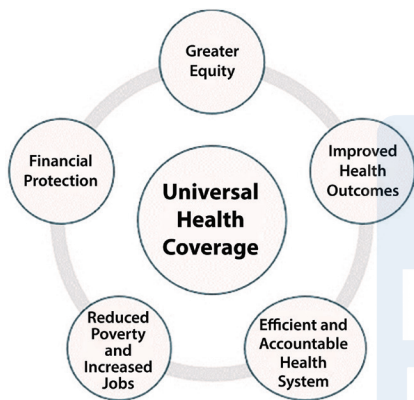 Greater
Equity
Improved
Health
Outcomes
Efficient and
Accountable
Health
System
Reduced
Poverty
and
Increased
Jobs
Financial
Protection
Universal
Health
Coverage